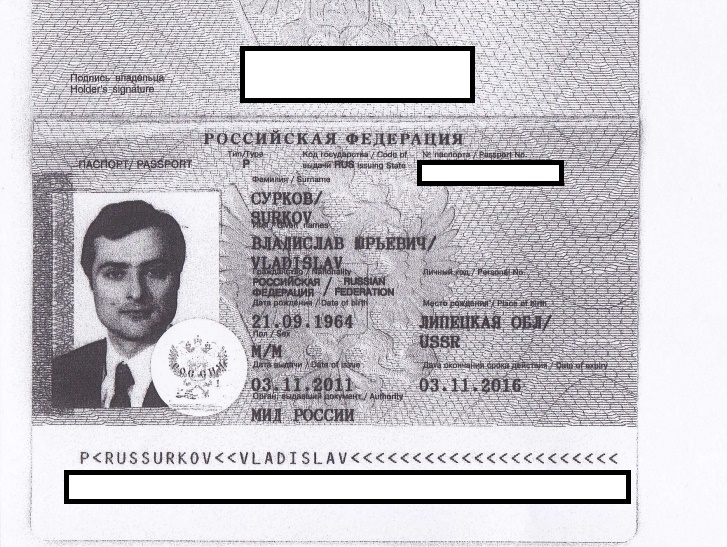 Подпись владельца
Holder's signature
РОССИЙСКАЯ ФЕДЕРАЦИЯ
ПАСПОРТ/ PASSPORT
Тип/Type
P
Код государства / Code of
выдачи RUS issuing State
№ паспорта / Passport No.
Фамилия / Surname
СУРКОВ/
SURKOV
Имя / Given names
ВЛАДИСЛАВ ЮРЬЕВИЧ/
VLADISLAV
Гражданство / Nationality
Личный код / Personal No.
РОССИЙСКАЯ / RUSSIAN
ФЕДЕРАЦИЯ / FEDERATION
Дата рождения / Date of birth
Место рождения / Place of birth
21.09.1964
ЛИПЕЦКАЯ ОБЛ/
USSR
Пол / Sex
М/M
Дата выдачи / Date of issue
Дата окончания срока действия / Date of expiry
03.11.2011
03.11.2016
Орган, выдавший документ / Authority
МИД РОССИИ
P<RUSSURKOV<<VLADISLAV<<<<<<<<<<<<<<<<<<<<<<